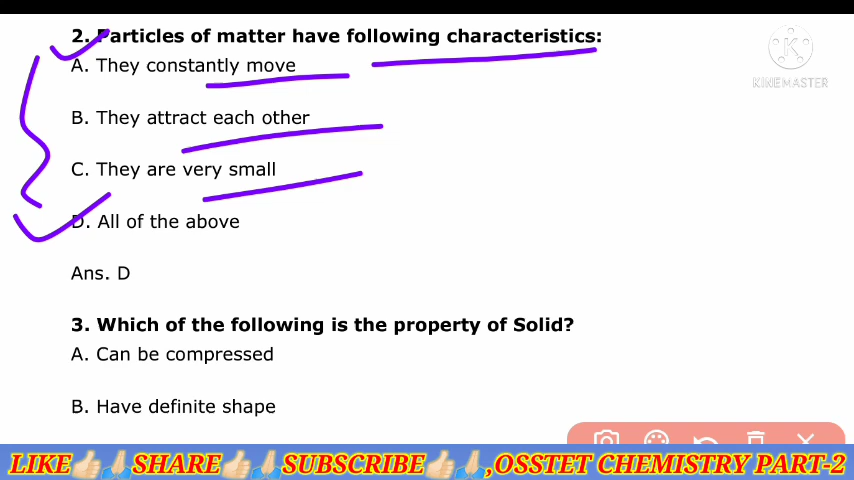 2. Particles of matter have following characteristics:
A. They constantly move
KINEMASTER
B. They attract each other
C. They are very small
D. All of the above
Ans. D
3. Which of the following is the property of Solid?
A. Can be compressed
B. Have definite shape
LIKE👍🏻🙏🏻SHARE👍🏻🙏🏻SUBSCRIBE👍🏻🙏🏻,OSSTET CHEMISTRY PART-2